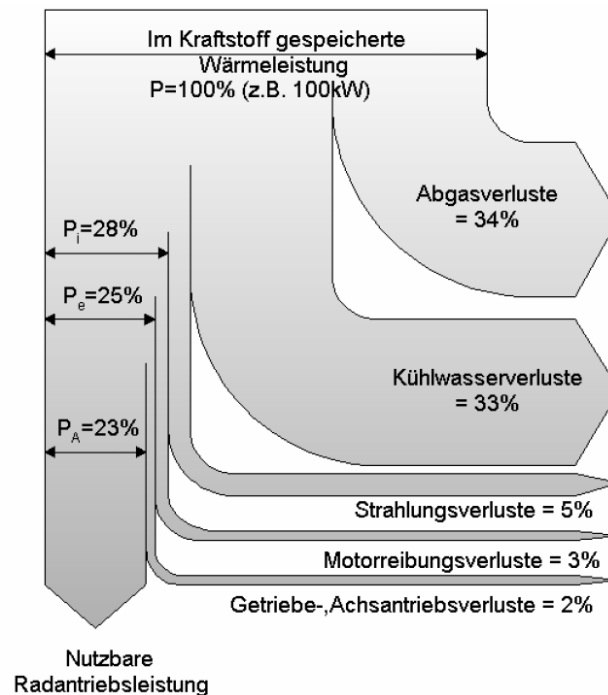 Im Kraftstoff gespeicherte
Wärmeleistung
P=100% (z.B. 100kW)
Abgasverluste
= 34%
Pi=28%
Pe=25%
Kühlwasserverluste
= 33%
PA=23%
Strahlungsverluste = 5%
Motorreibungsverluste = 3%
Getriebe-,Achsantriebsverluste = 2%
Nutzbare
Radantriebsleistung